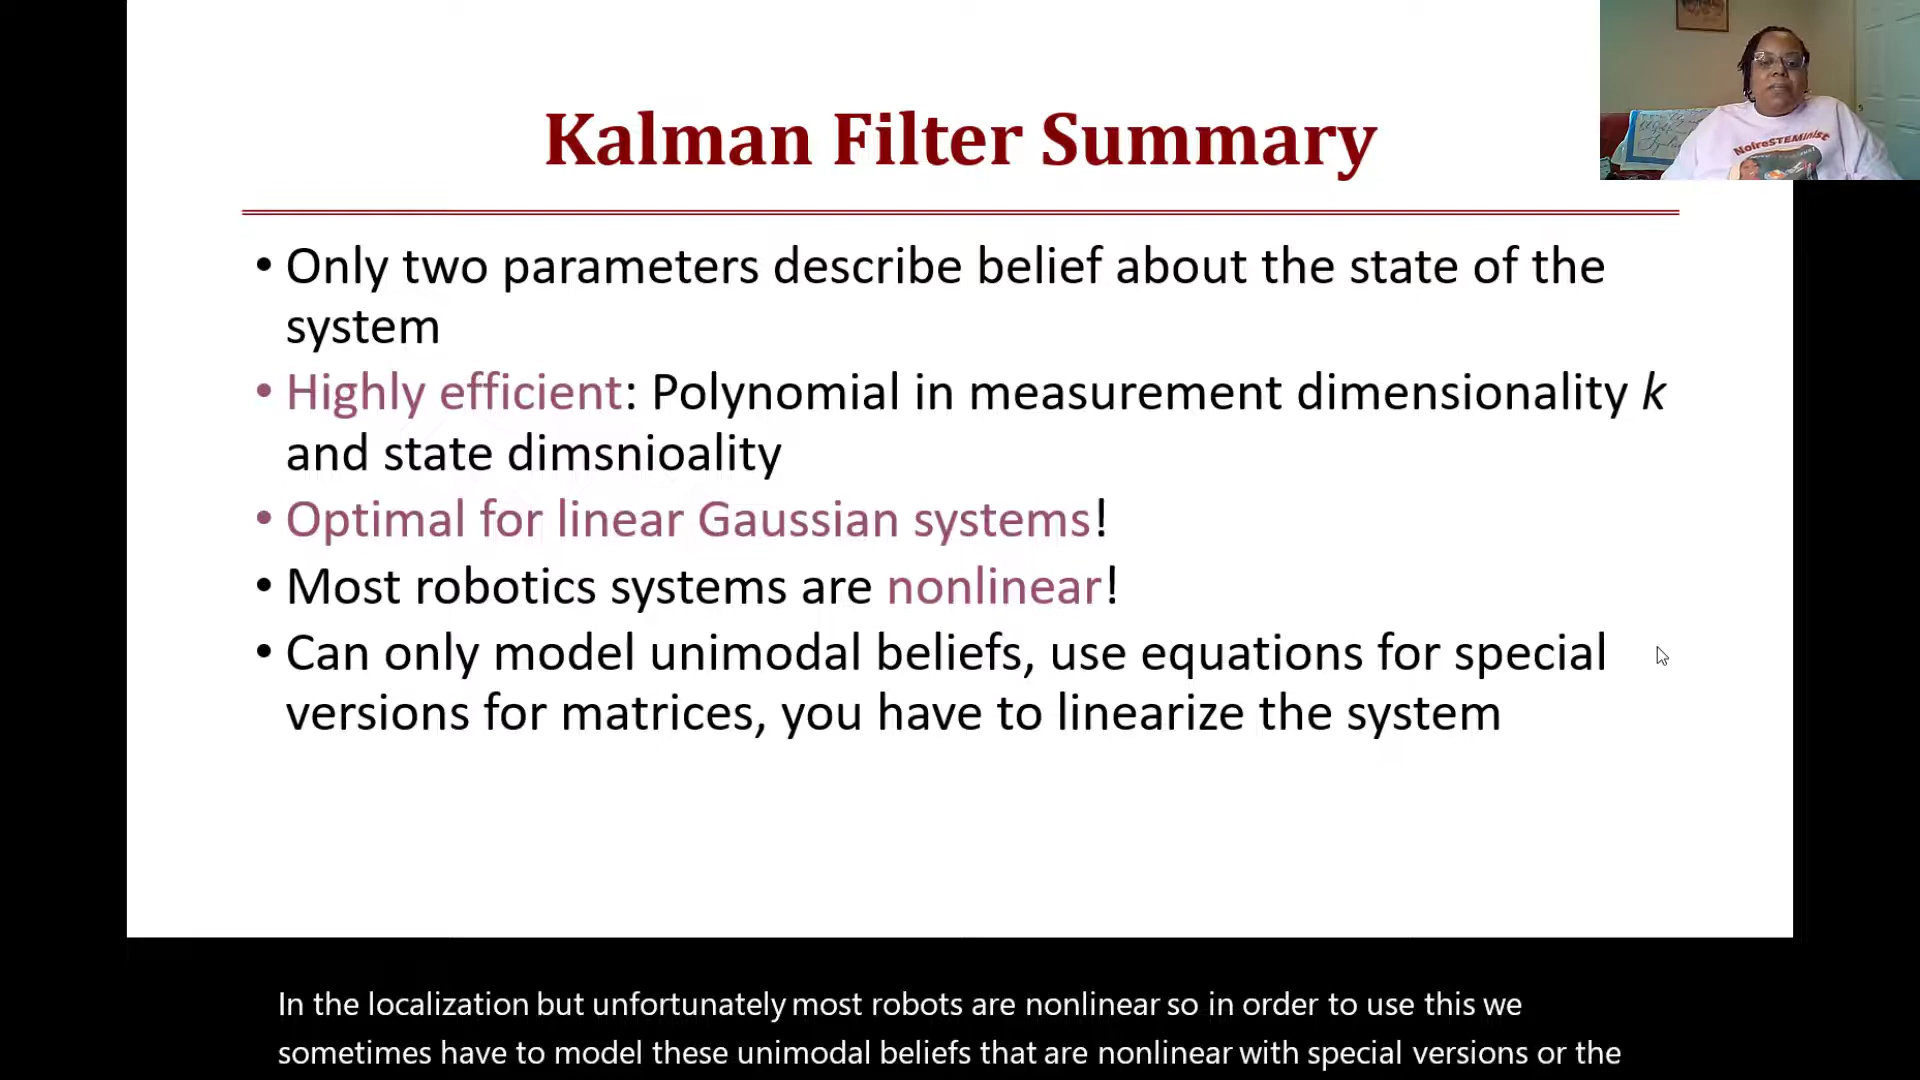 Kalman Filter Summary
• Only two parameters describe belief about the state of the
system
• Highly efficient: Polynomial in measurement dimensionality k
and state dimsnioality
• Optimal for linear Gaussian systems!
• Most robotics systems are nonlinear!
• Can only model unimodal beliefs, use equations for special
versions for matrices, you have to linearize the system
NoireSTEMinist
In the localization but unfortunately most robots are nonlinear so in order to use this we
sometimes have to model these unimodal beliefs that are nonlinear with special versions or the